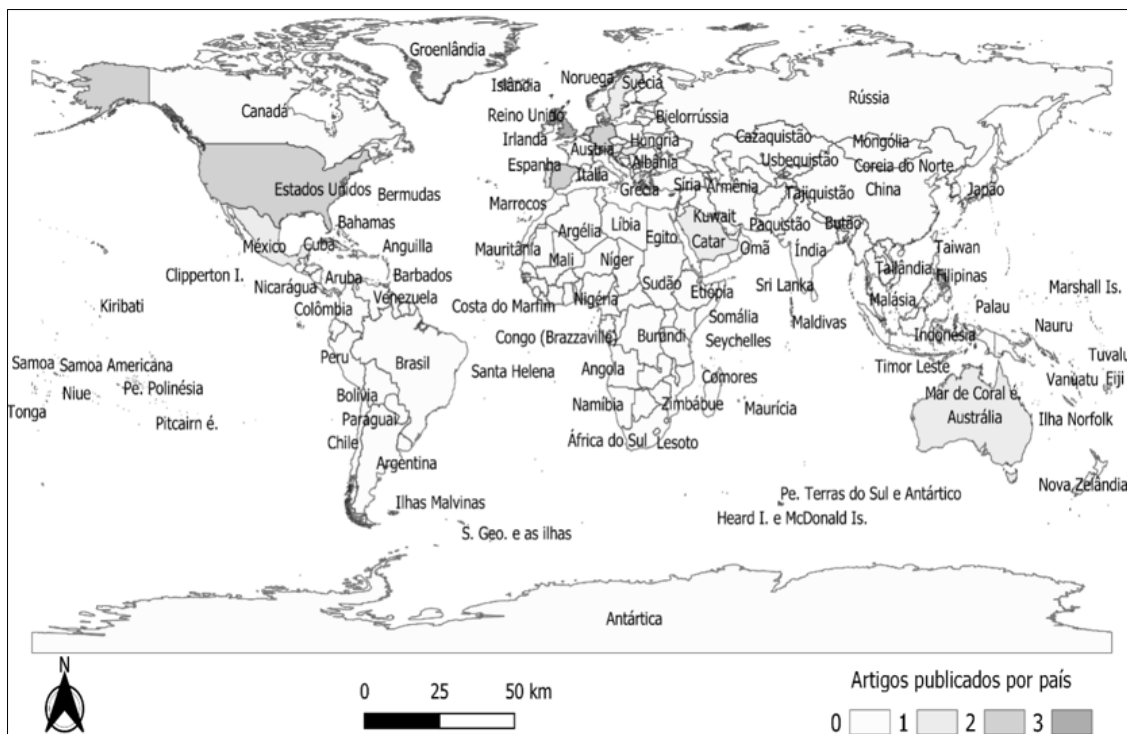 Groenlândia
Islândia
Noruega
Suécia
Rússia
Canadá
Reino Unido
Bielorrússia
Irlanda
Áustria
Hungria
Cazaquistão
Mongólia
Espanha
Itália
Albânia
Usbequistão
Coreia do Norte
Estados Unidos
Bermudas
Marrocos
Grécia
Síria
Armênia
Tajiquistão
China
Japão
Bahamas
Argélia
Líbia
Egito
Kuwait
Paquistão
Butão
México
Cuba
Anguilla
Mauritânia
Mali
Níger
Catar
Omã
Índia
Taiwan
Clipperton I.
Nicarágua
Aruba
Barbados
Sudão
Etiópia
Sri Lanka
Tailândia
Filipinas
Marshall Is.
Kiribati
Colômbia
Venezuela
Costa do Marfim
Nigéria
Somália
Maldivas
Malásia
Palau
Nauru
Congo (Brazzaville)
Burundi
Seychelles
Indonésia
Samoa
Samoa Americana
Peru
Brasil
Santa Helena
Angola
Comores
Timor Leste
Tuvalu
Niue
Pe. Polinésia
Bolívia
Namíbia
Zimbábue
Maurícia
Mar de Coral é.
Vanuatu
Fiji
Tonga
Pitcairn é.
Paraguai
Austrália
Ilha Norfolk
Chile
África do Sul
Lesoto
Argentina
Nova Zelândia
Ilhas Malvinas
Pe. Terras do Sul e Antártico
Heard I. e McDonald Is.
S. Geo. e as ilhas
Antártica
N
0 25 50 km
Artigos publicados por país
0 1 2 3